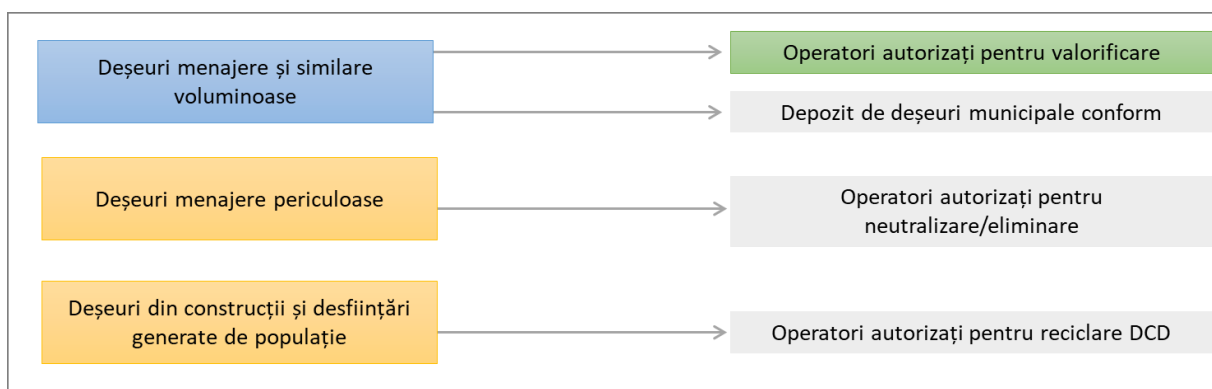 Deșeuri menajere și similare
voluminoase
Operatori autorizați pentru valorificare
Depozit de deșeuri municipale conform
Deșeuri menajere periculoase
Operatori autorizați pentru
neutralizare/eliminare
Deșeuri din construcții și desființări
generate de populație
Operatori autorizați pentru reciclare DCD